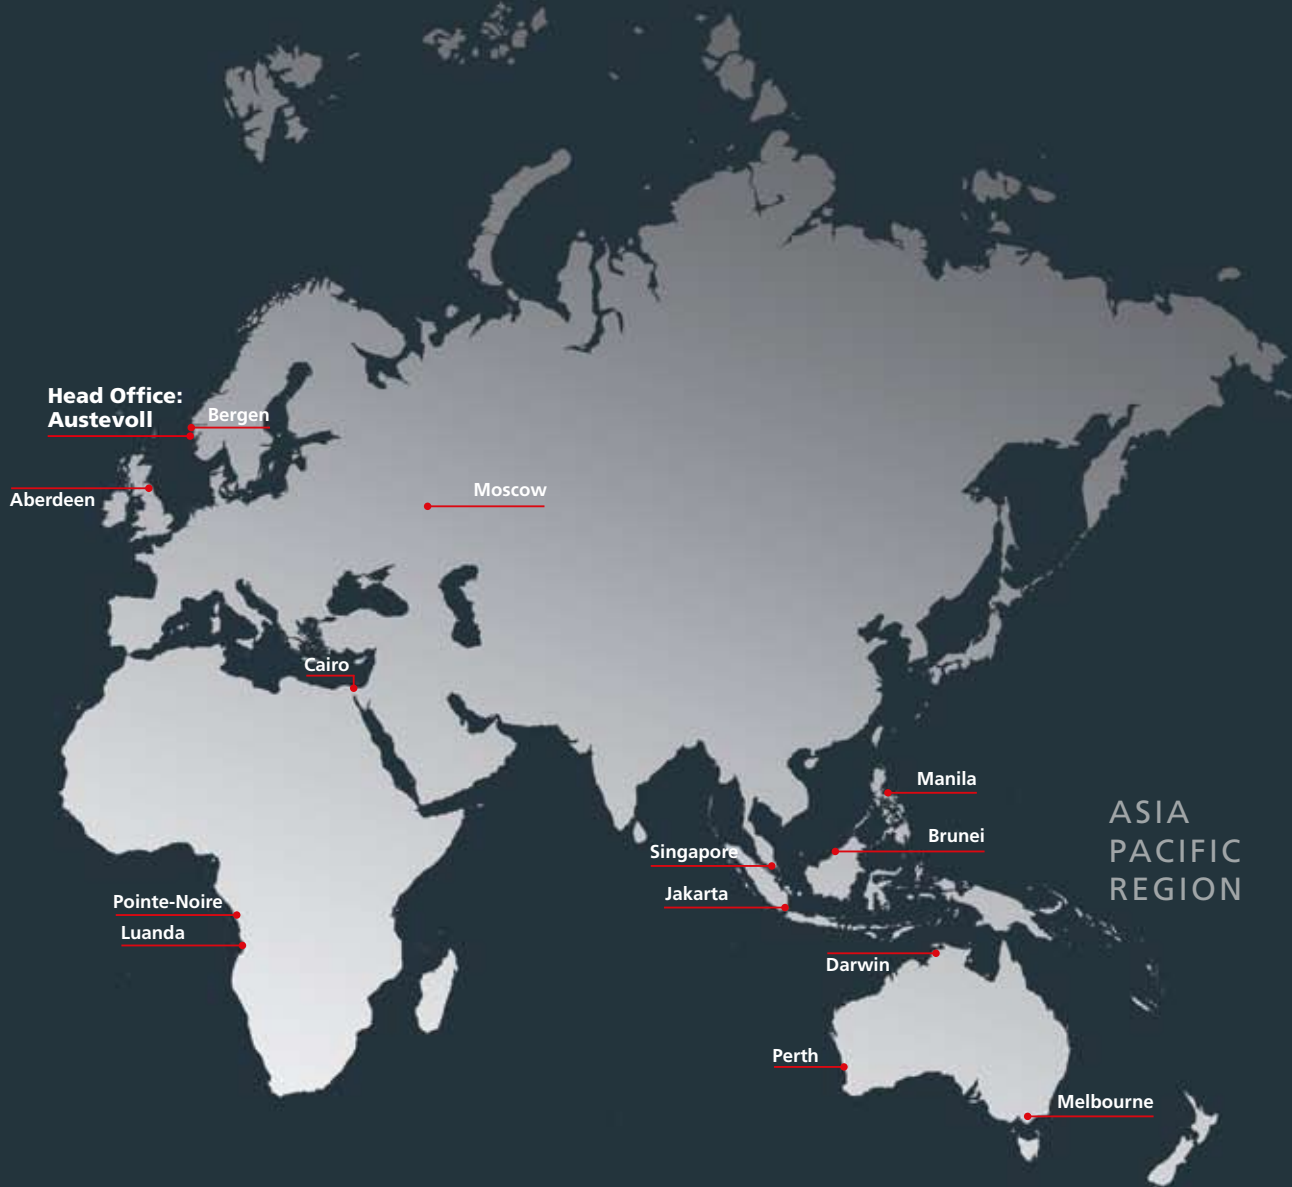 Head Office:
Austevoll
Bergen
Aberdeen
Moscow
Cairo
Manila
ASIA
PACIFIC
REGION
Brunei
Singapore
Jakarta
Pointe-Noire
Luanda
Darwin
Perth
Melbourne